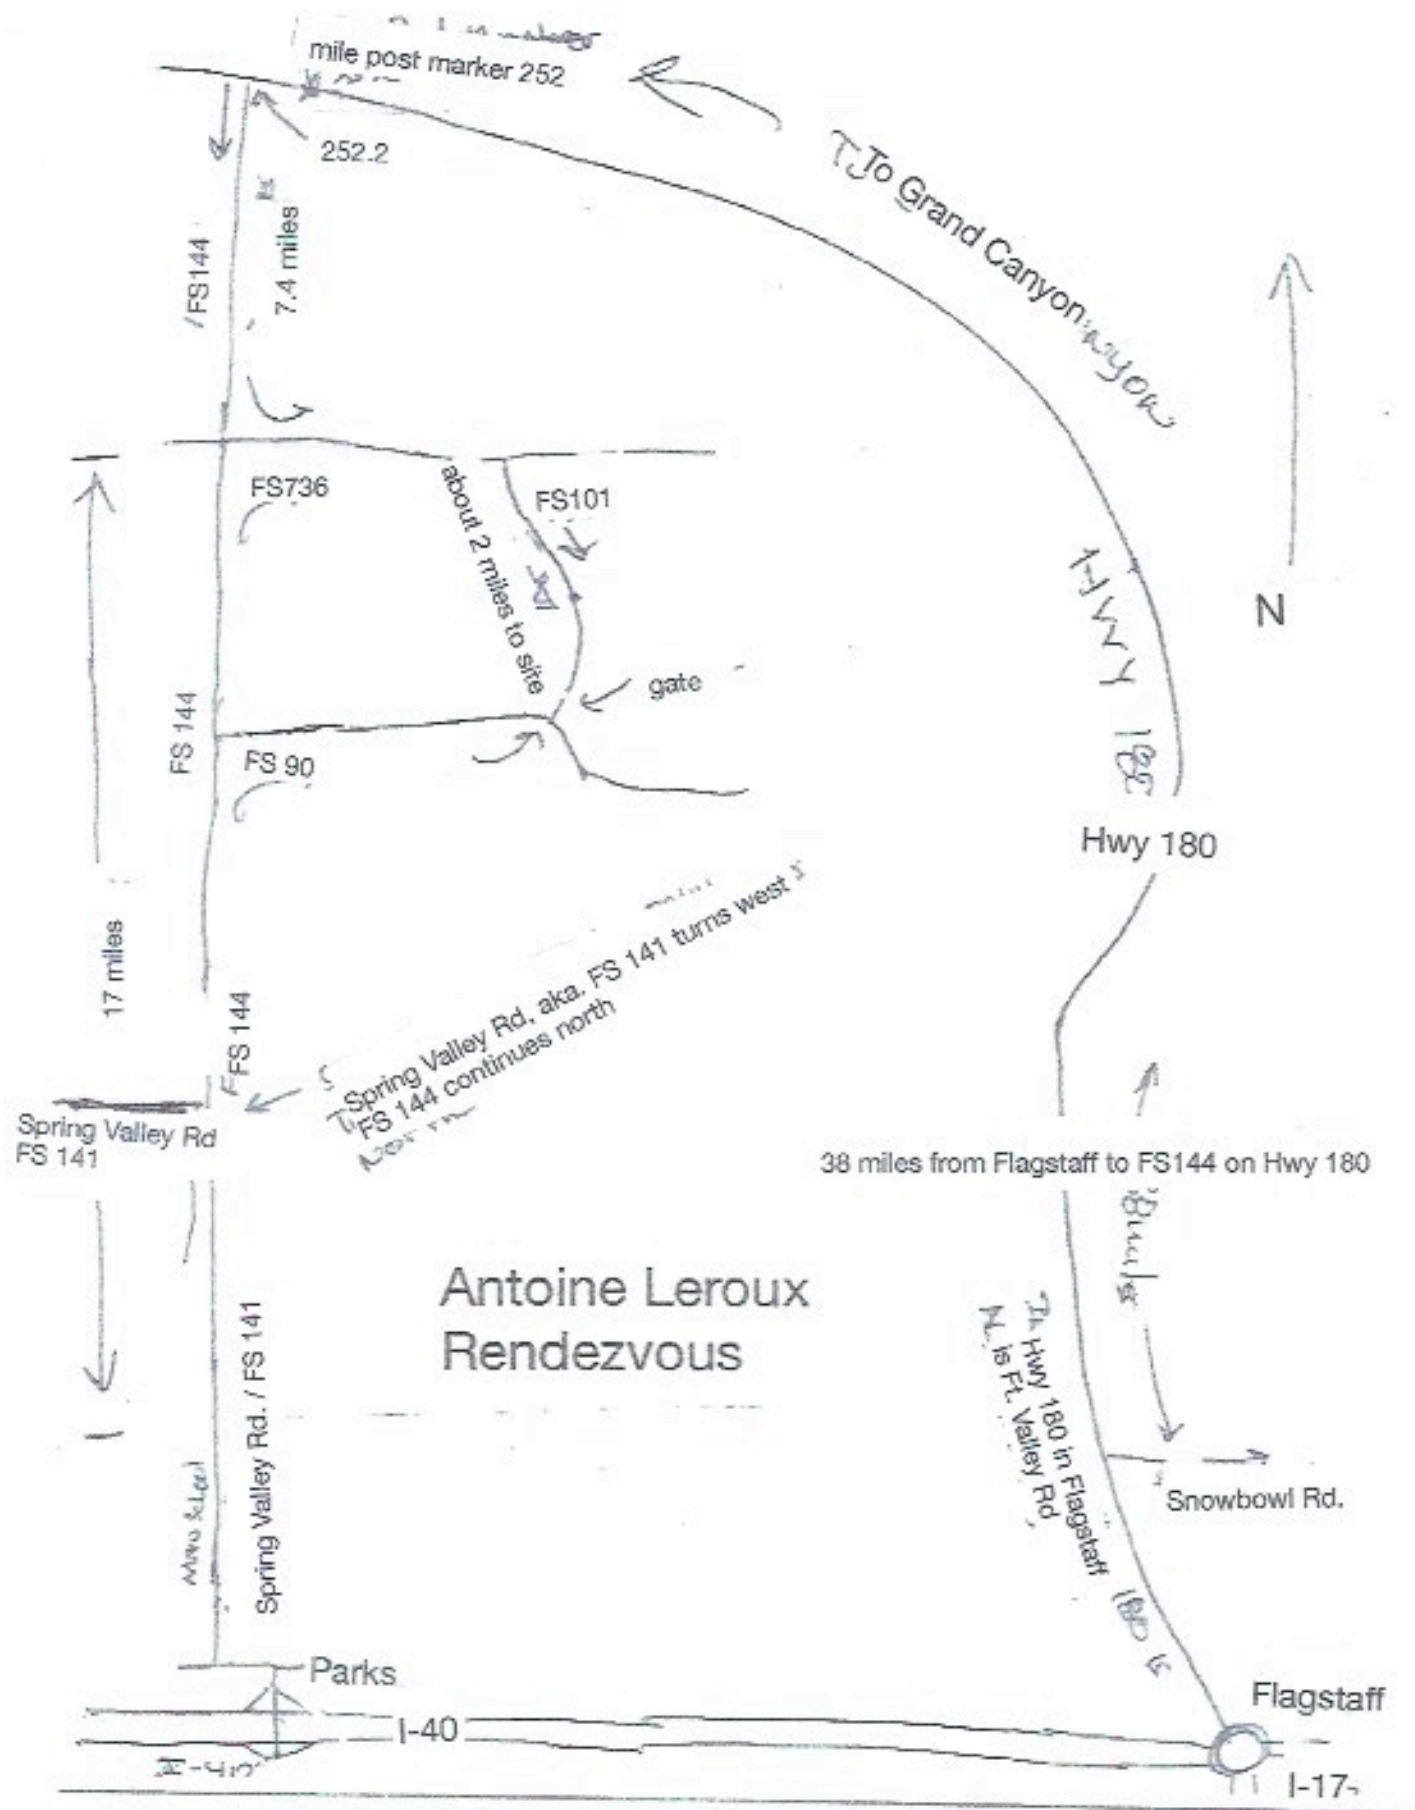 mile post marker 252
252.2
To Grand Canyon
FS144
7.4 miles
FS736
FS101
about 2 miles to site
HWY 180
N
gate
FS 144
FS 90
Hwy 180
17 miles
FS 144
Spring Valley Rd, aka. FS 141 turns west
FS 144 continues north
Spring Valley Rd
FS 141
38 miles from Flagstaff to FS144 on Hwy 180
Antoine Leroux
Rendezvous
Spring Valley Rd. / FS 141
Hwy 180 in Flagstaff
is Ft. Valley Rd
180
Snowbowl Rd.
Parks
Flagstaff
I-40
I-17